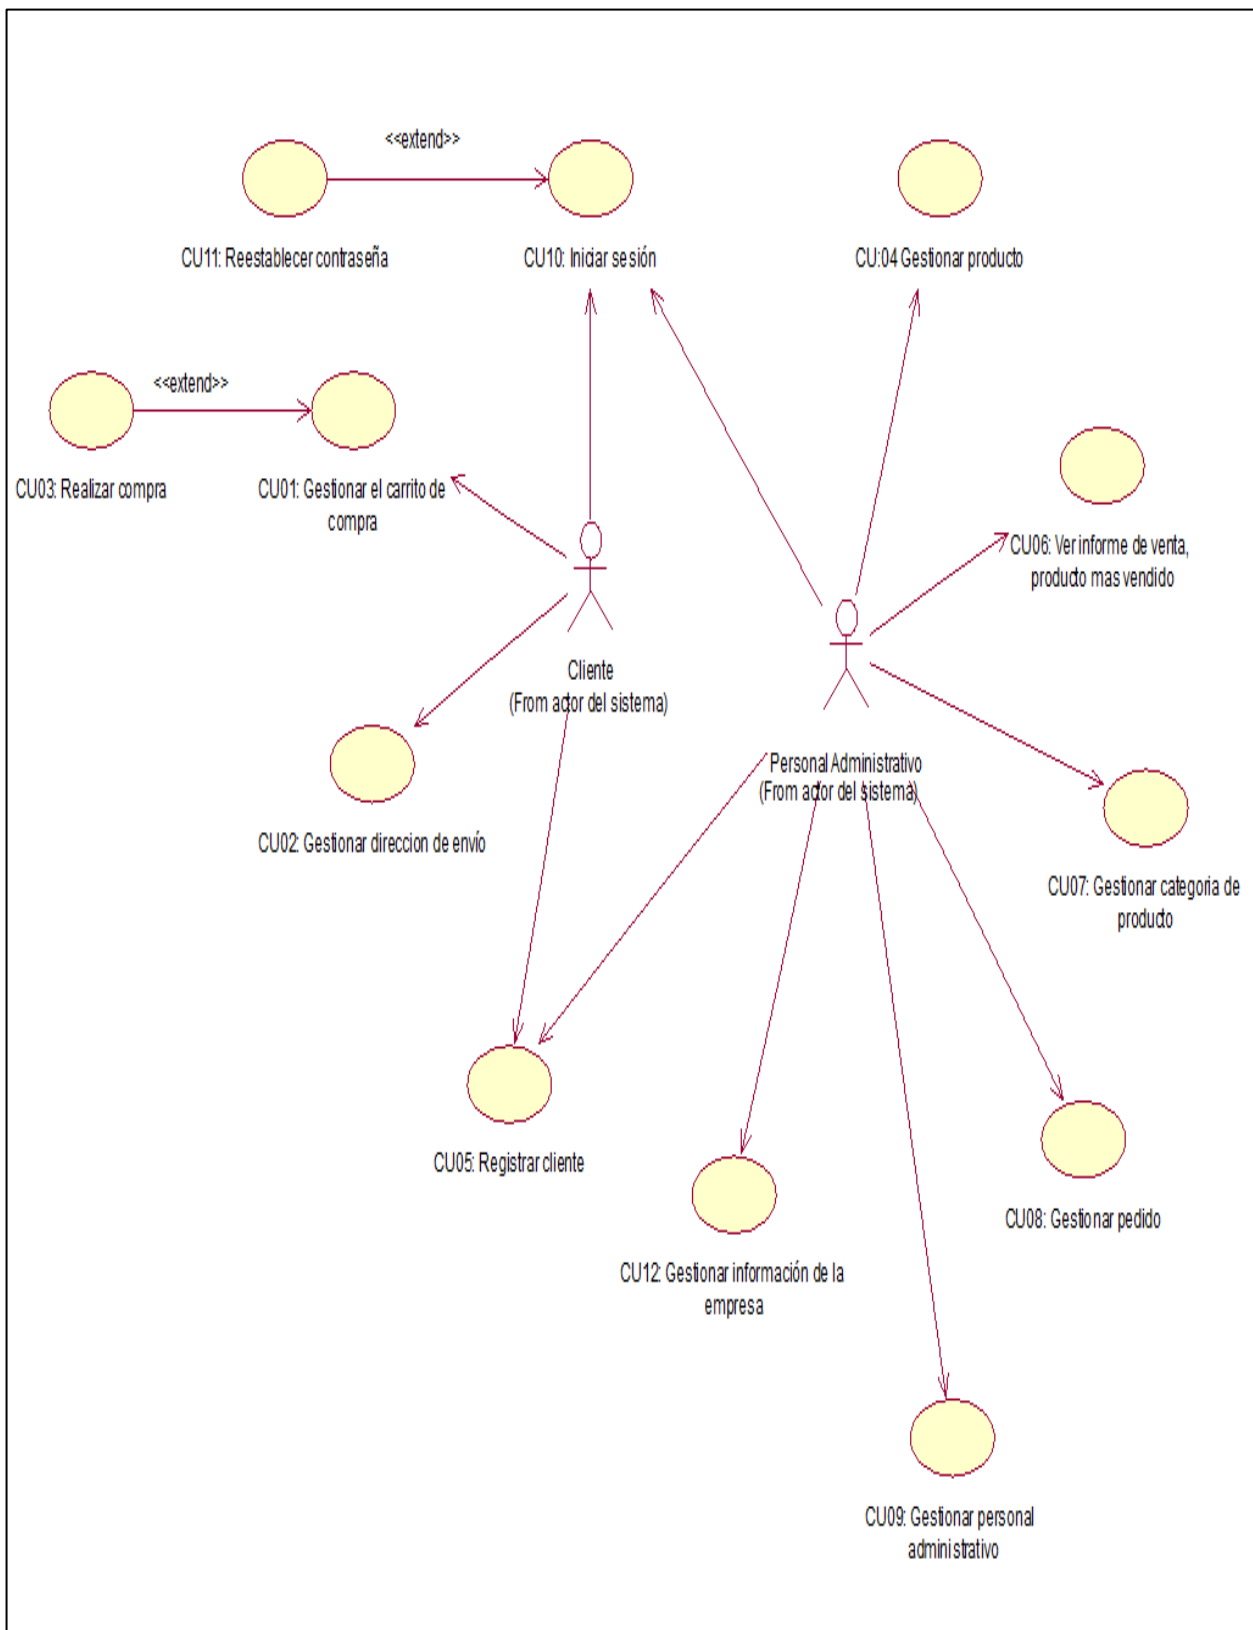 <<extend>>
CU11: Reestablecer contraseña
CU10: Iniciar sesión
CU:04 Gestionar producto
<<extend>>
CU03: Realizar compra
CU01: Gestionar el carrito de
compra
CU06: Ver informe de venta,
producto mas vendido
Cliente
(From actor del sistema)
Personal Administrativo
(From actor del sistema)
CU02: Gestionar direccion de envío
CU07: Gestionar categoria de
producto
CU05: Registrar cliente
CU08: Gestionar pedido
CU12: Gestionar información de la
empresa
CU09: Gestionar personal
administrativo